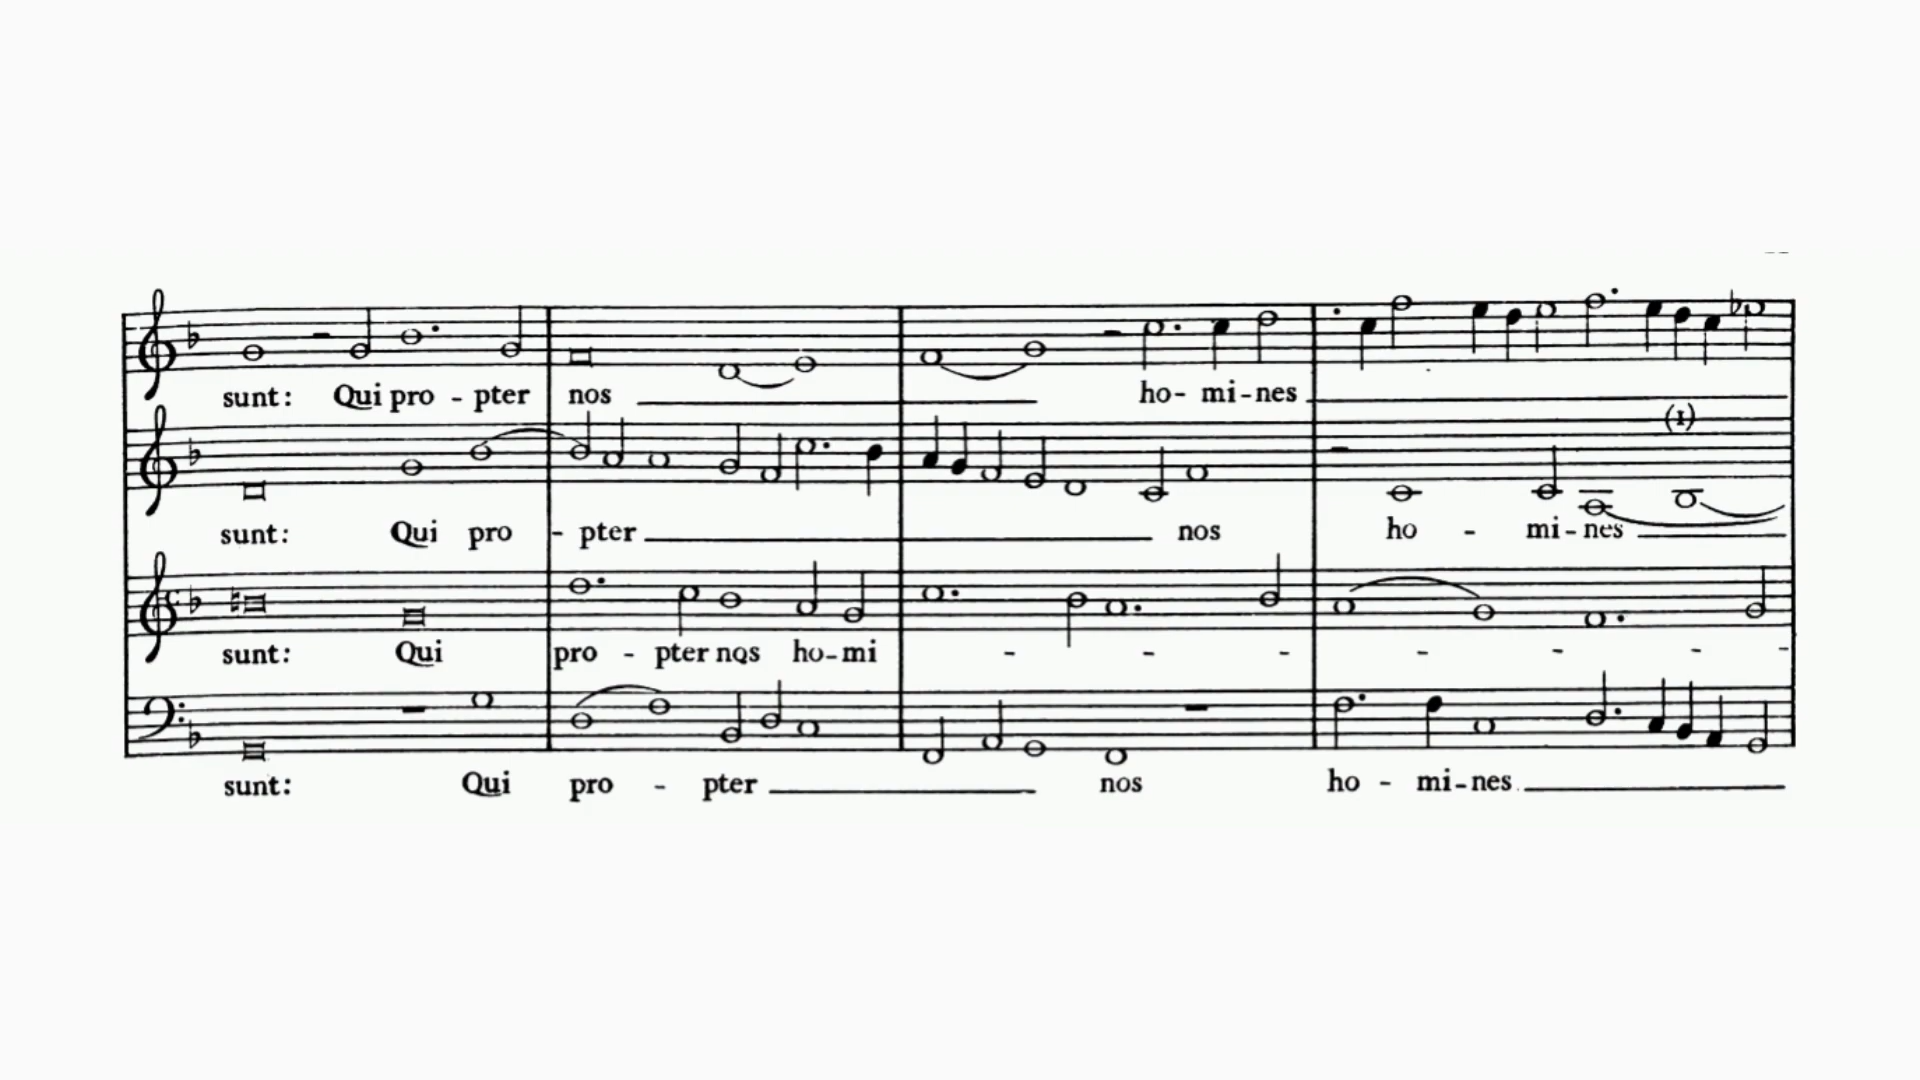 sunt: Qui pro - pter nos ho - mi - nes
(1)
sunt: Qui pro - pter nos ho - mi - nes
sunt: Qui pro - pter nos ho - mi - - - - - - -
sunt: Qui pro - pter nos ho - mi - nes